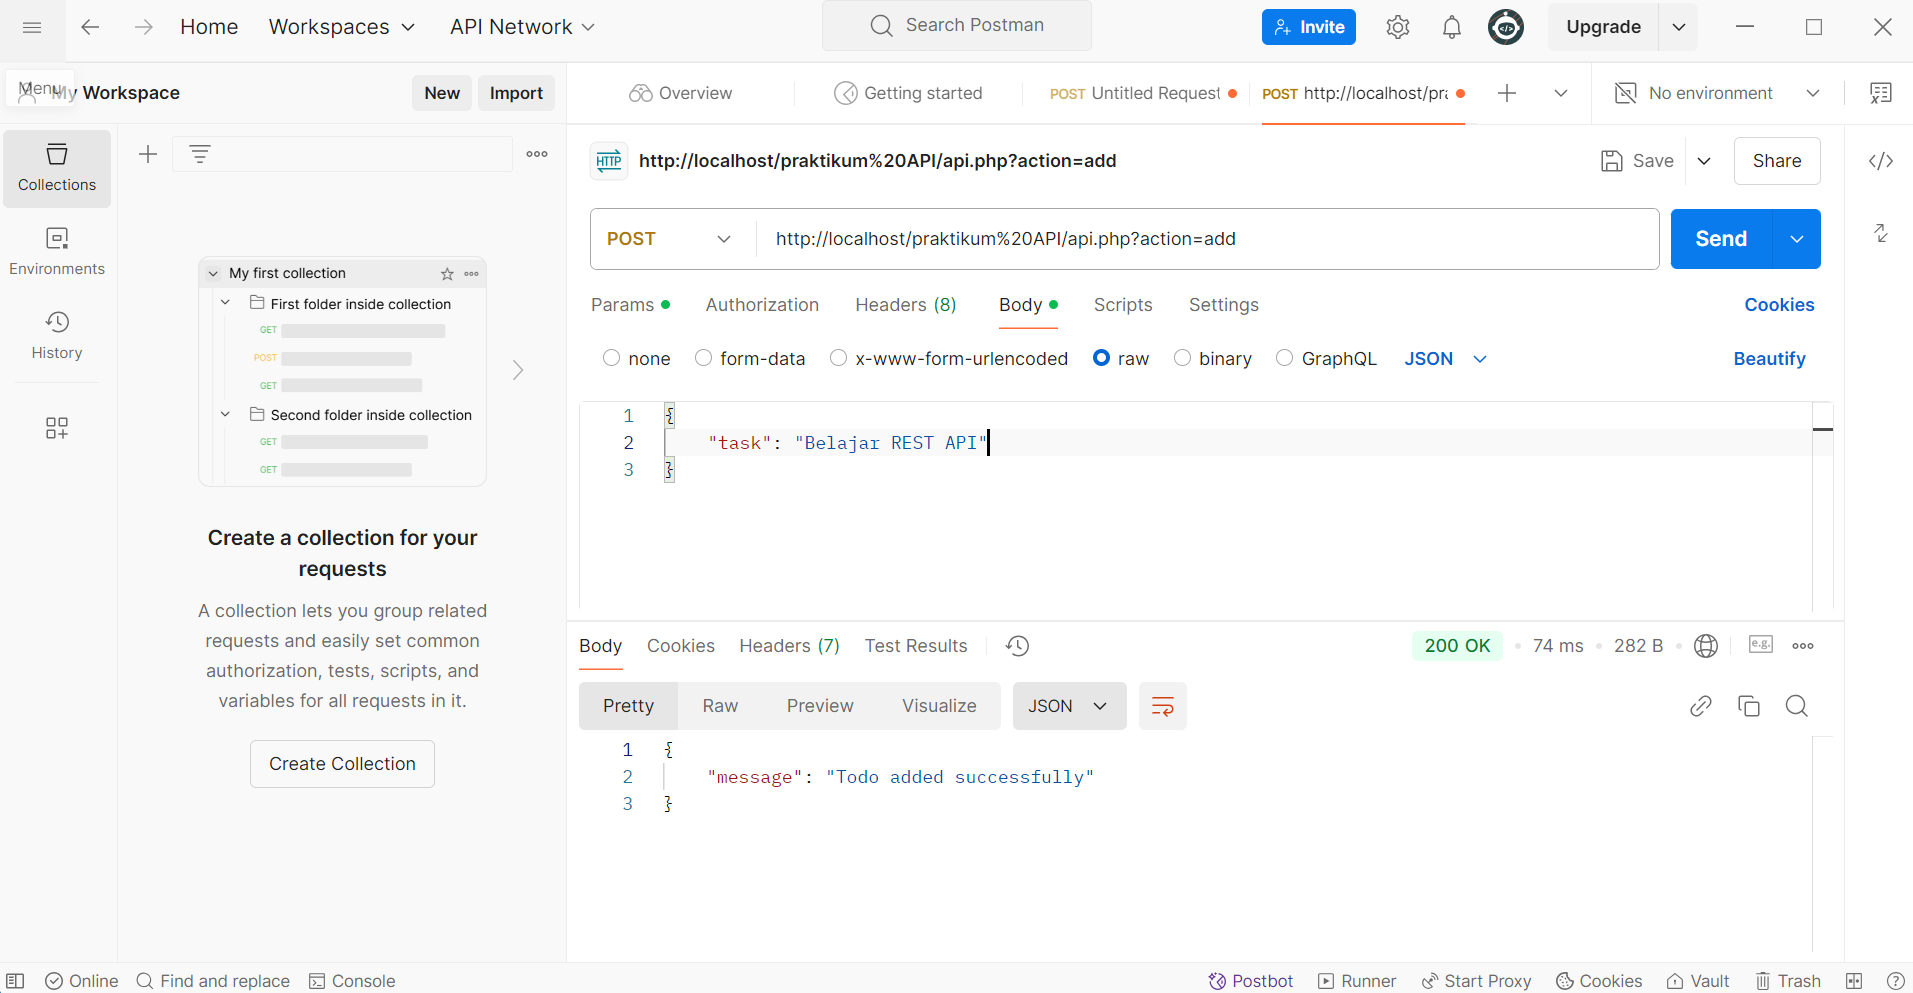 Home
Workspaces
API Network
Search Postman
Invite
Upgrade
Menu
My Workspace
New
Import
Overview
Getting started
POST Untitled Request
POST http://localhost/pra
No environment
Collections
Environments
History
HTTP
http://localhost/praktikum%20API/api.php?action=add
Save
Share
POST
http://localhost/praktikum%20API/api.php?action=add
Send
Params
Authorization
Headers (8)
Body
Scripts
Settings
Cookies
none
form-data
x-www-form-urlencoded
raw
binary
GraphQL
JSON
Beautify
1 {
2 "task": "Belajar REST API"
3 }
My first collection
First folder inside collection
GET
POST
GET
Second folder inside collection
GET
GET
Create a collection for your
requests
A collection lets you group related
requests and easily set common
authorization, tests, scripts, and
variables for all requests in it.
Create Collection
Body
Cookies
Headers (7)
Test Results
200 OK
74 ms
282 B
e.g.
Pretty
Raw
Preview
Visualize
JSON
1 {
2 "message": "Todo added successfully"
3 }
Online
Find and replace
Console
Postbot
Runner
Start Proxy
Cookies
Vault
Trash